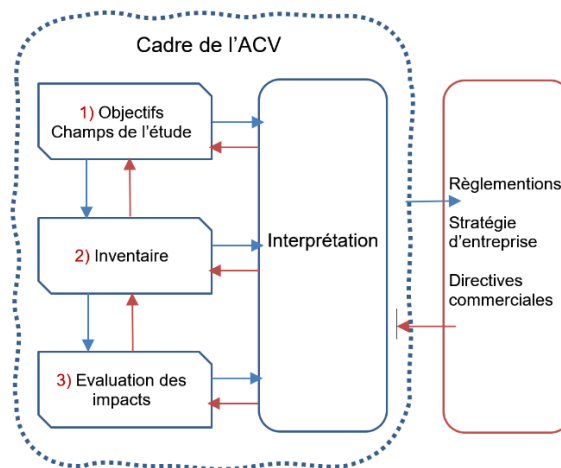 Cadre de l’ACV
1) Objectifs
Champs de l’étude
2) Inventaire
3) Evaluation des
impacts
Interprétation
Règlementions
Stratégie
d’entreprise
Directives
commerciales